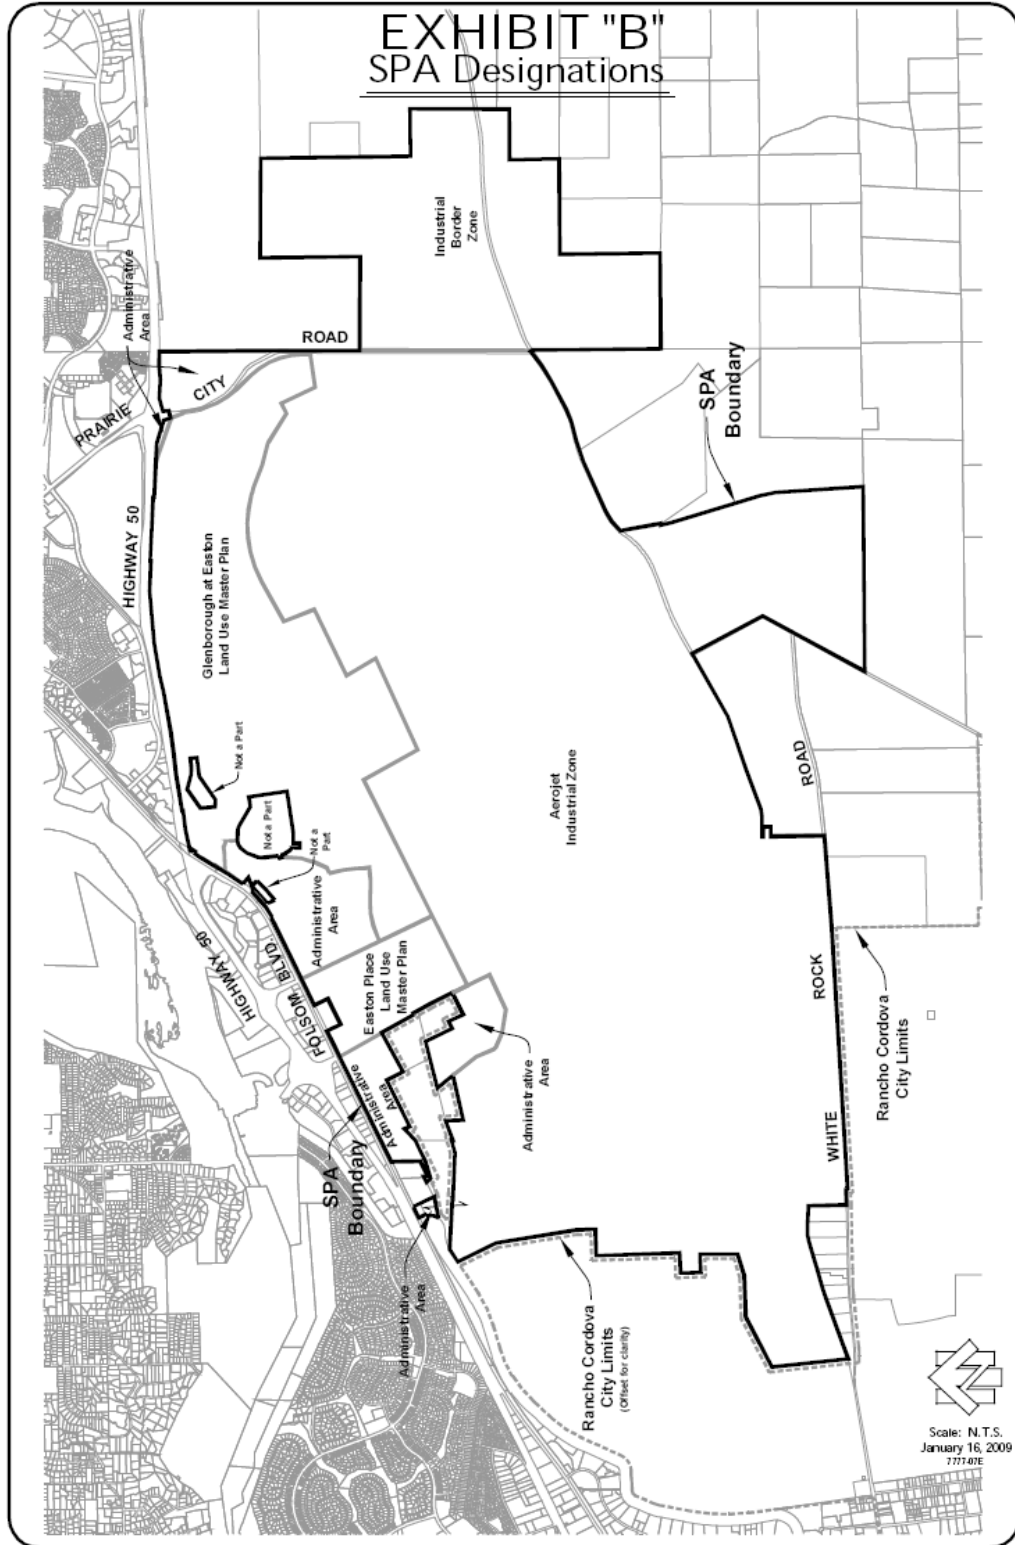 EXHIBIT "B"
SPA Designations
Industrial
Border
Zone
Administrative
Area
ROAD
CITY
PRAIRIE
SPA
Boundary
HIGHWAY 50
Glenborough at Easton
Land Use Master Plan
Not a Part
Not a Part
Not a
Part
Aerojet
Industrial Zone
ROAD
Administrative
Area
HIGHWAY 50
FOLSOM BLVD.
Easton Place
Land Use
Master Plan
ROCK
Rancho Cordova
City Limits
Administrative
Area
Administrative
Area
SPA
Boundary
WHITE
Administrative
Area
Rancho Cordova
City Limits
(Offset for clarity)
Scale: N.T.S.
January 16, 2009
7777-07E